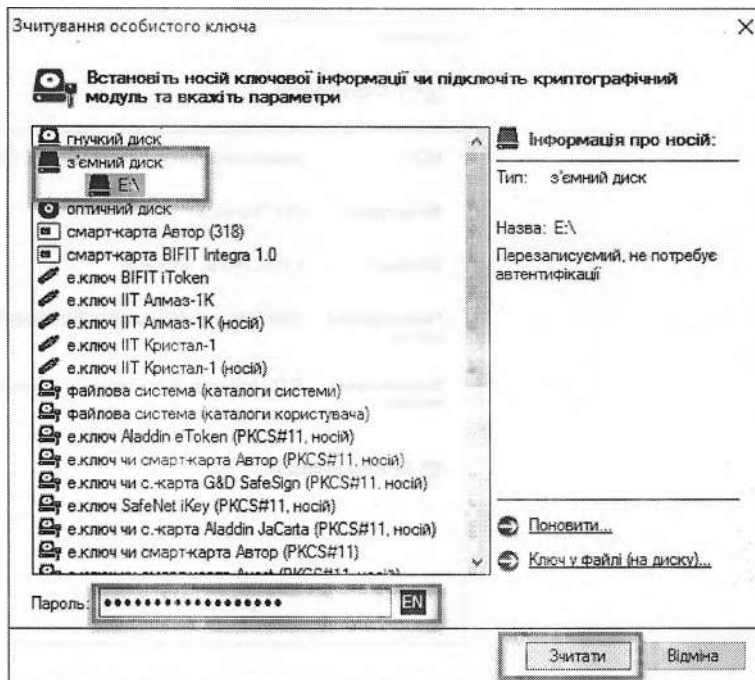 Зчитування особистого ключа
Встановіть носій ключової інформації чи підключіть криптографічний
модуль та вкажіть параметри
гнучкий диск
з'ємний диск
E:\
оптичний диск
смарт-карта Автор (318)
смарт-карта BIFIT Integra 1.0
е.ключ BIFIT iToken
е.ключ ІІТ Алмаз-1К
е.ключ ІІТ Алмаз-1К (носій)
е.ключ ІІТ Кристал-1
е.ключ ІІТ Кристал-1 (носій)
файлова система (каталоги системи)
файлова система (каталоги користувача)
е.ключ Aladdin eToken (PKCS#11, носій)
е.ключ чи смарт-карта Автор (PKCS#11, носій)
е.ключ чи с.-карта G&D SafeSign (PKCS#11, носій)
е.ключ SafeNet iKey (PKCS#11, носій)
е.ключ чи с.-карта Aladdin JaCarta (PKCS#11, носій)
е.ключ чи смарт-карта Автор (PKCS#11)
Інформація про носій:
Тип: з'ємний диск
Назва: E:\
Перезаписуємий, не потребує
автентифікації
Поновити...
Ключ у файлі (на диску)...
Пароль: ●●●●●●●●●●●●●●●●●● EN
Зчитати Відміна